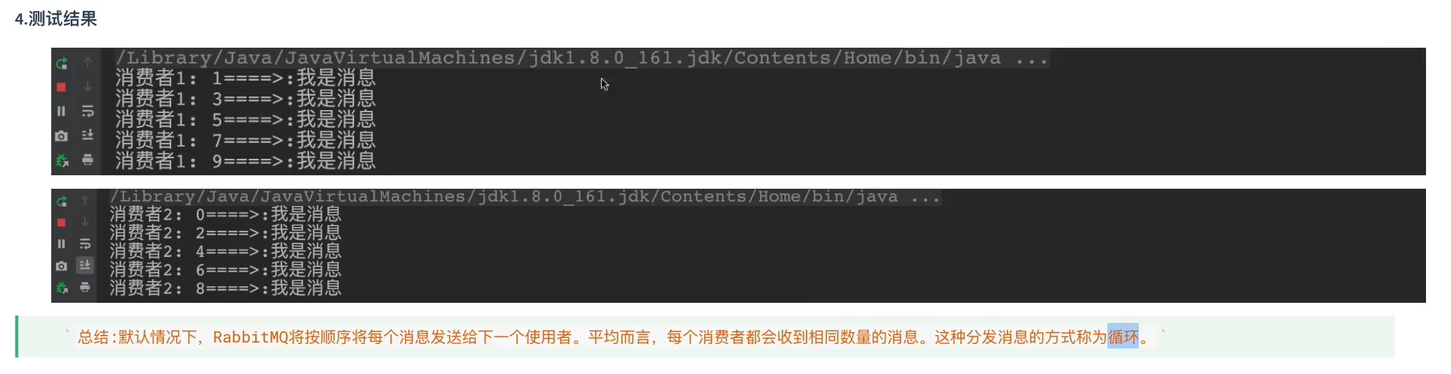 4.测试结果
/Library/Java/JavaVirtualMachines/jdk1.8.0_161.jdk/Contents/Home/bin/java ...
消费者1: 1====>:我是消息
消费者1: 3====>:我是消息
消费者1: 5====>:我是消息
消费者1: 7====>:我是消息
消费者1: 9====>:我是消息
/Library/Java/JavaVirtualMachines/jdk1.8.0_161.jdk/Contents/Home/bin/java ...
消费者2: 0====>:我是消息
消费者2: 2====>:我是消息
消费者2: 4====>:我是消息
消费者2: 6====>:我是消息
消费者2: 8====>:我是消息
` 总结:默认情况下，RabbitMQ将按顺序将每个消息发送给下一个使用者。平均而言，每个消费者都会收到相同数量的消息。这种分发消息的方式称为循环。 `